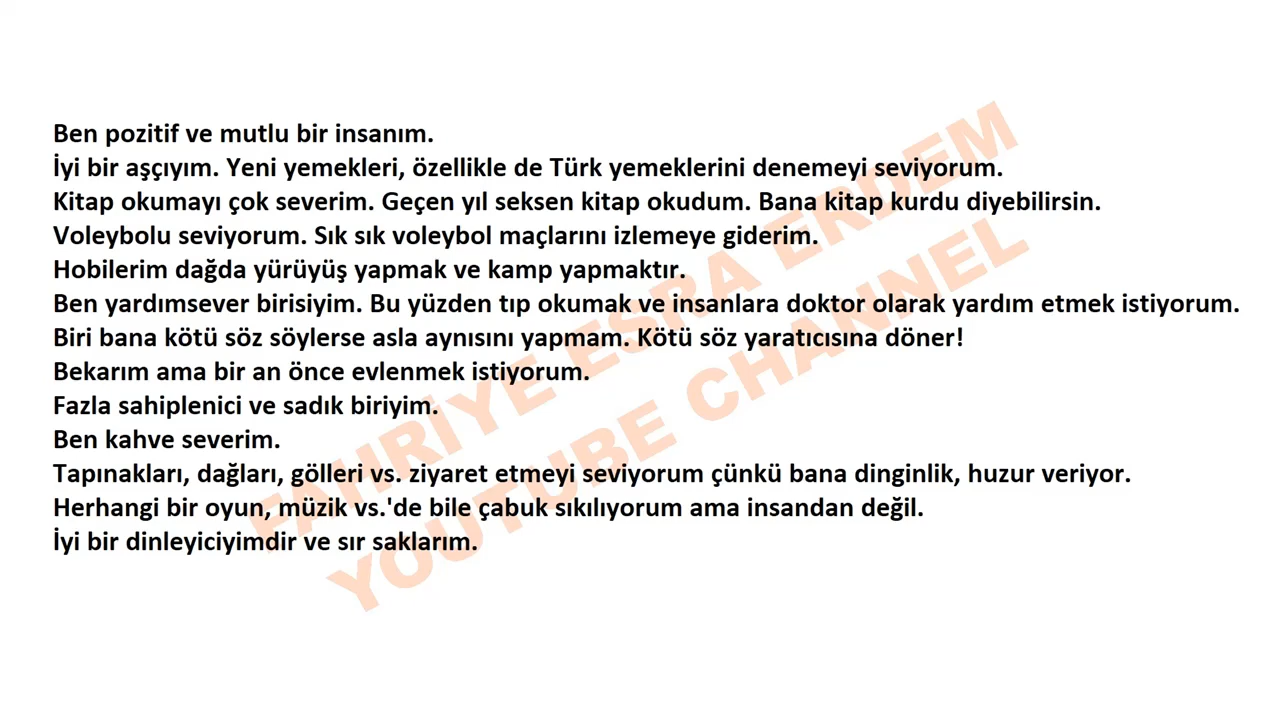 Ben pozitif ve mutlu bir insanım.
İyi bir aşçıyım. Yeni yemekleri, özellikle de Türk yemeklerini denemeyi seviyorum.
Kitap okumayı çok severim. Geçen yıl seksen kitap okudum. Bana kitap kurdu diyebilirsin.
Voleybolu seviyorum. Sık sık voleybol maçlarını izlemeye giderim.
Hobilerim dağda yürüyüş yapmak ve kamp yapmaktır.
Ben yardımsever birisiyim. Bu yüzden tıp okumak ve insanlara doktor olarak yardım etmek istiyorum.
Biri bana kötü söz söylerse asla aynısını yapmam. Kötü söz yaratıcısına döner!
Bekarım ama bir an önce evlenmek istiyorum.
Fazla sahiplenici ve sadık biriyim.
Ben kahve severim.
Tapınakları, dağları, gölleri vs. ziyaret etmeyi seviyorum çünkü bana dinginlik, huzur veriyor.
Herhangi bir oyun, müzik vs.'de bile çabuk sıkılıyorum ama insandan değil.
İyi bir dinleyiciyimdir ve sır saklarım.
FAHRİYE ESRA ERDEM
YOUTUBE CHANNEL